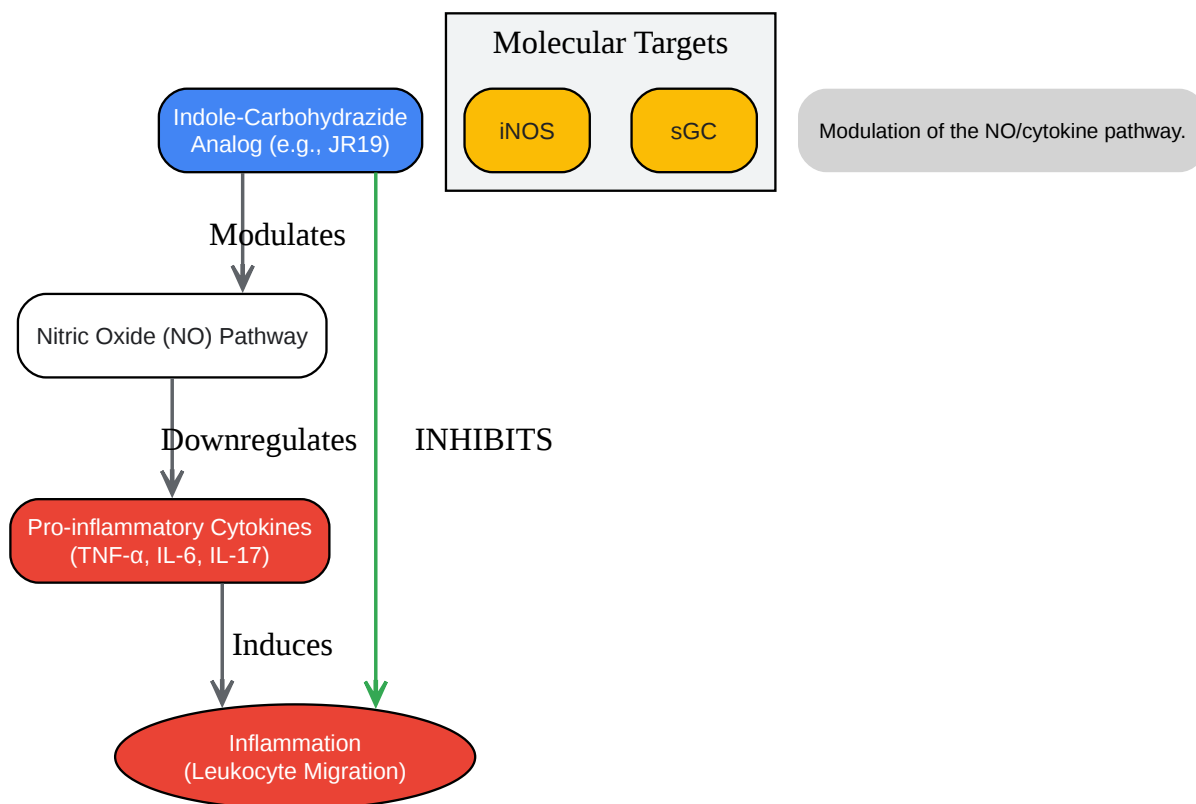 Molecular Targets
Indole-Carbohydrazide
Analog (e.g., JR19)
iNOS
sGC
Modulation of the NO/cytokine pathway.
Modulates
Nitric Oxide (NO) Pathway
Downregulates
INHIBITS
Pro-inflammatory Cytokines
(TNF-α, IL-6, IL-17)
Induces
Inflammation
(Leukocyte Migration)